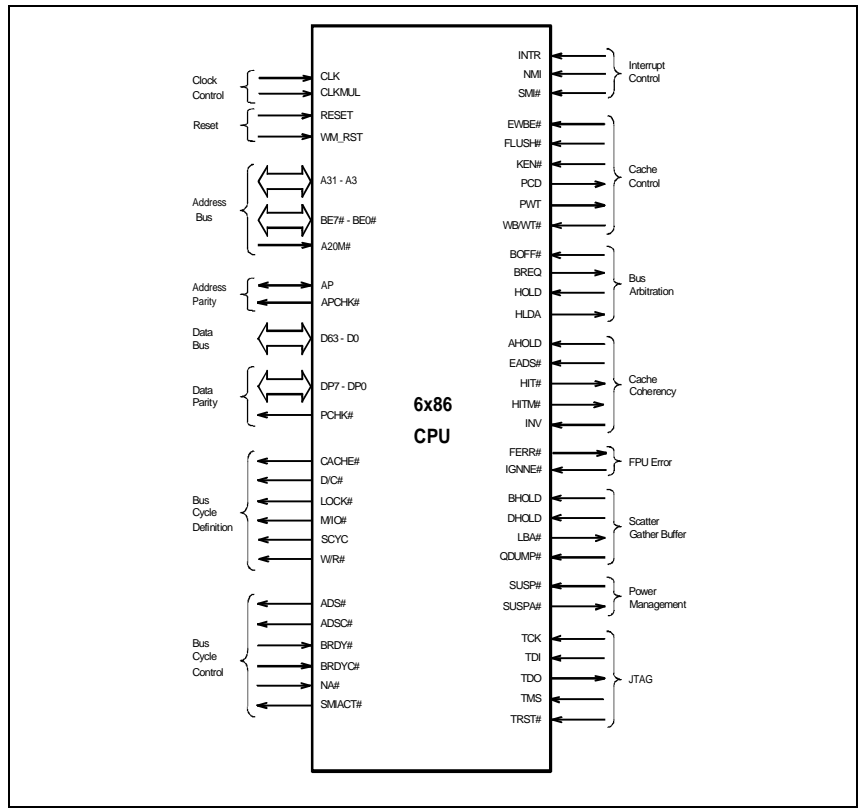 Clock
Control
CLK
CLKMUL
Reset
RESET
WM_RST
Address
Bus
A31 - A3
BE7# - BE0#
A20M#
Address
Parity
AP
APCHK#
Data
Bus
D63 - D0
Data
Parity
DP7 - DP0
PCHK#
Bus
Cycle
Definition
CACHE#
D/C#
LOCK#
M/IO#
SCYC
W/R#
Bus
Cycle
Control
ADS#
ADSC#
BRDY#
BRDYC#
NA#
SMIACT#
6x86
CPU
INTR
NMI
SMI#
Interrupt
Control
EWBE#
FLUSH#
KEN#
PCD
PWT
WB/WT#
Cache
Control
BOFF#
BREQ
HOLD
HLDA
Bus
Arbitration
AHOLD
EADS#
HIT#
HITM#
INV
Cache
Coherency
FERR#
IGNNE#
FPU Error
BHOLD
DHOLD
LBA#
QDUMP#
Scatter
Gather Buffer
SUSP#
SUSPA#
Power
Management
TCK
TDI
TDO
TMS
TRST#
JTAG